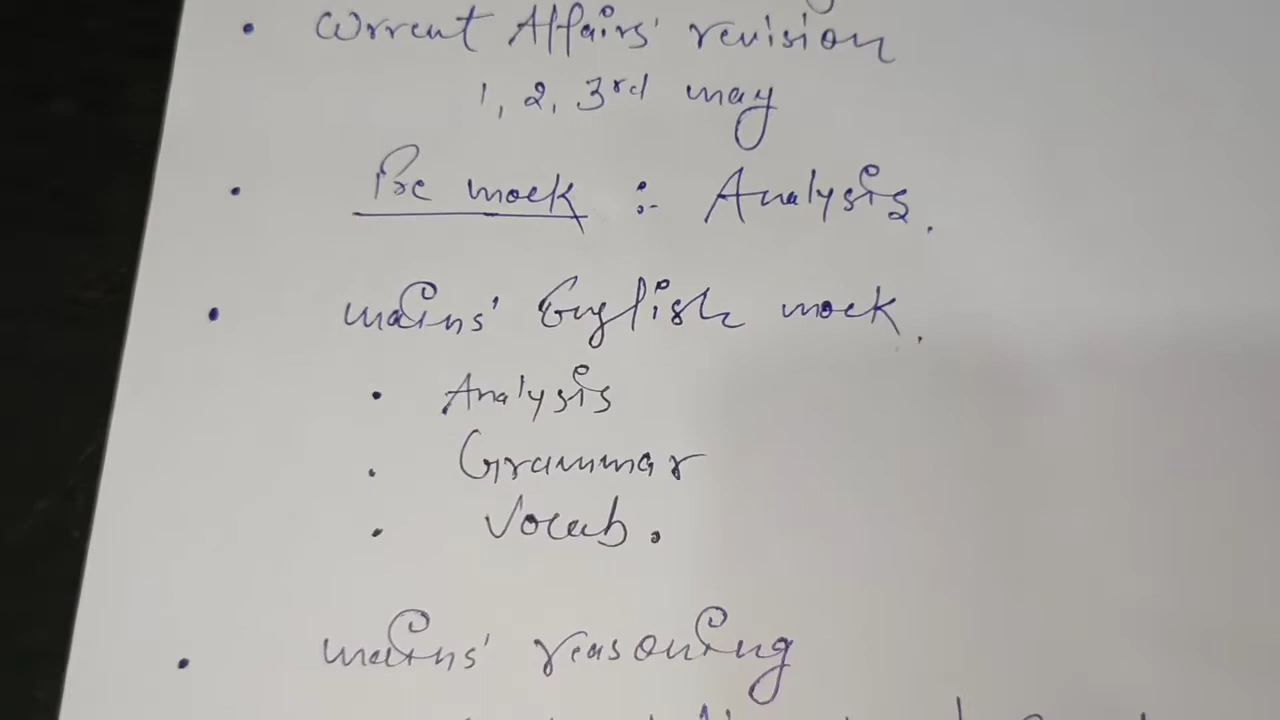 • Current Affairs' revision
1, 2, 3rd may
• Pre mock :- Analysis.
• mains' English mock.
• Analysis
• Grammar
• Vocab.
• mains' reasoning